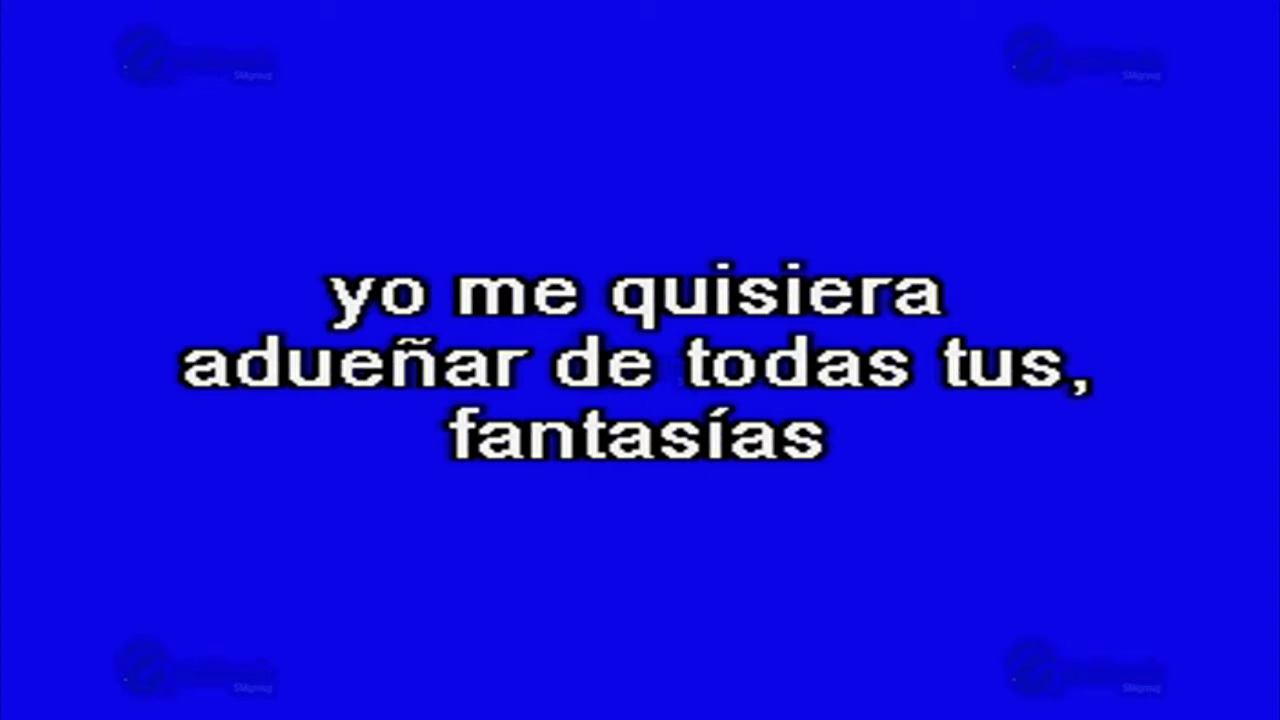 yo me quisiera
adueñar de todas tus,
fantasías